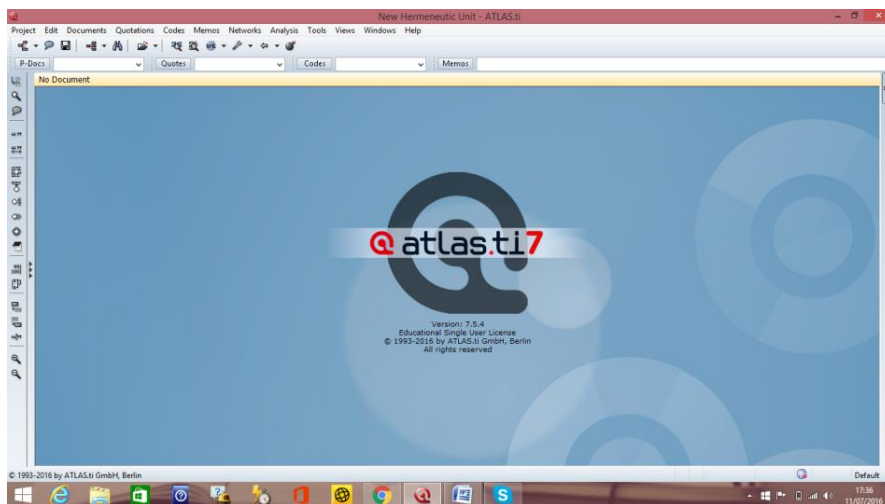 New Hermeneutic Unit - ATLAS.ti
Project Edit Documents Quotations Codes Memos Networks Analysis Tools Views Windows Help
P-Docs Quotes Codes Memos
No Document
@ atlas.ti7
Version: 7.5.4
Educational Single User License
© 1993-2016 by ATLAS.ti GmbH, Berlin
All rights reserved
© 1993-2016 by ATLAS.ti GmbH, Berlin Default
17:36
11/07/2016